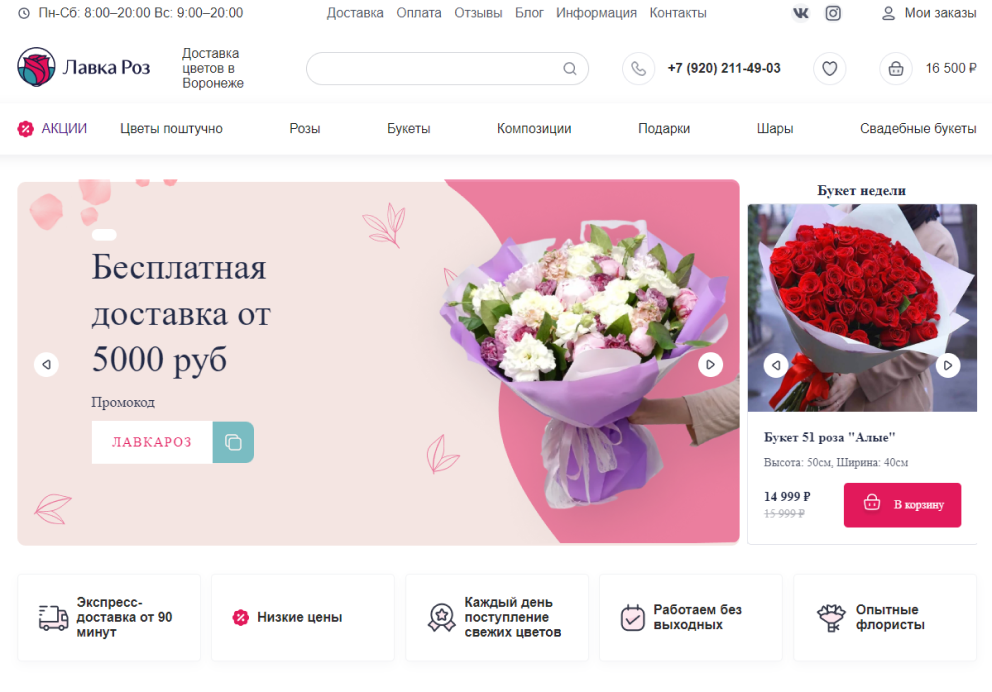 Пн-Сб: 8:00–20:00 Вс: 9:00–20:00
Доставка Оплата Отзывы Блог Информация Контакты
Мои заказы
Лавка Роз
Доставка
цветов в
Воронеже
+7 (920) 211-49-03
16 500 ₽
АКЦИИ Цветы поштучно Розы Букеты Композиции Подарки Шары Свадебные букеты
Бесплатная
доставка от
5000 руб
Промокод
ЛАВКАРОЗ
Букет недели
Букет 51 роза "Алые"
Высота: 50см, Ширина: 40см
14 999 ₽
15 999 ₽
В корзину
Экспресс-
доставка от 90
минут
Низкие цены
Каждый день
поступление
свежих цветов
Работаем без
выходных
Опытные
флористы